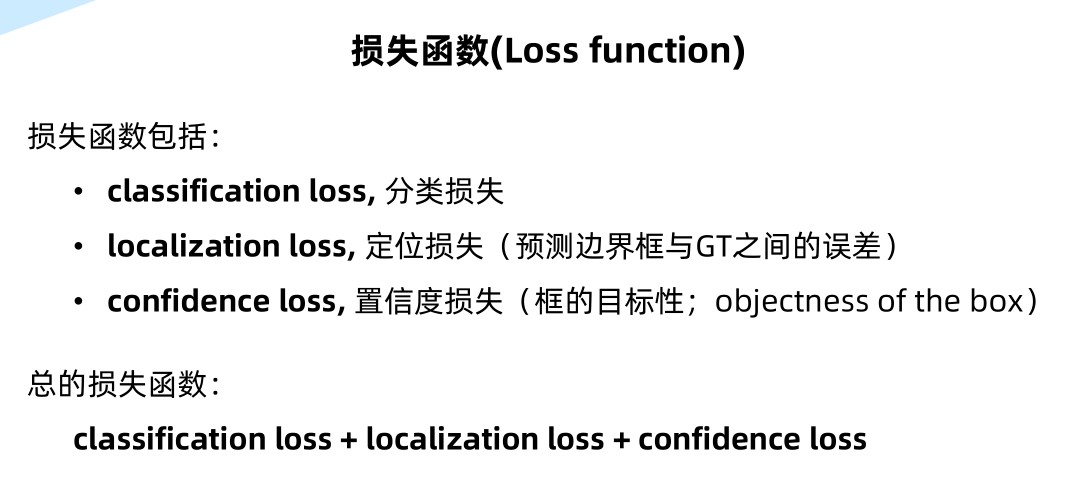 损失函数(Loss function)
损失函数包括：
• classification loss, 分类损失
• localization loss, 定位损失（预测边界框与GT之间的误差）
• confidence loss, 置信度损失（框的目标性；objectness of the box）
总的损失函数：
classification loss + localization loss + confidence loss